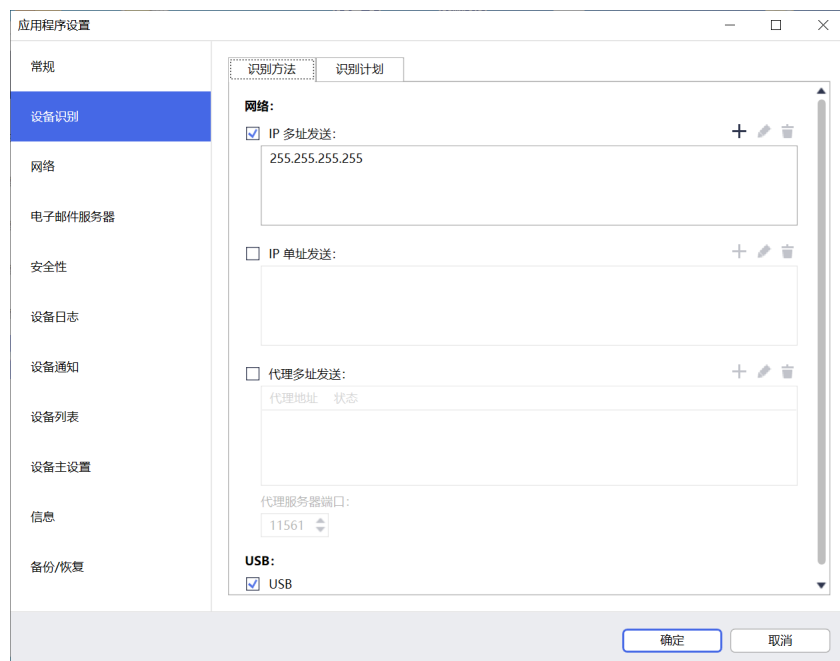 应用程序设置
常规
设备识别
网络
电子邮件服务器
安全性
设备日志
设备通知
设备列表
设备主设置
信息
备份/恢复
识别方法 识别计划
网络:
IP 多址发送:
255.255.255.255
IP 单址发送:
代理多址发送:
代理地址 状态
代理服务器端口:
11561
USB:
USB
确定 取消